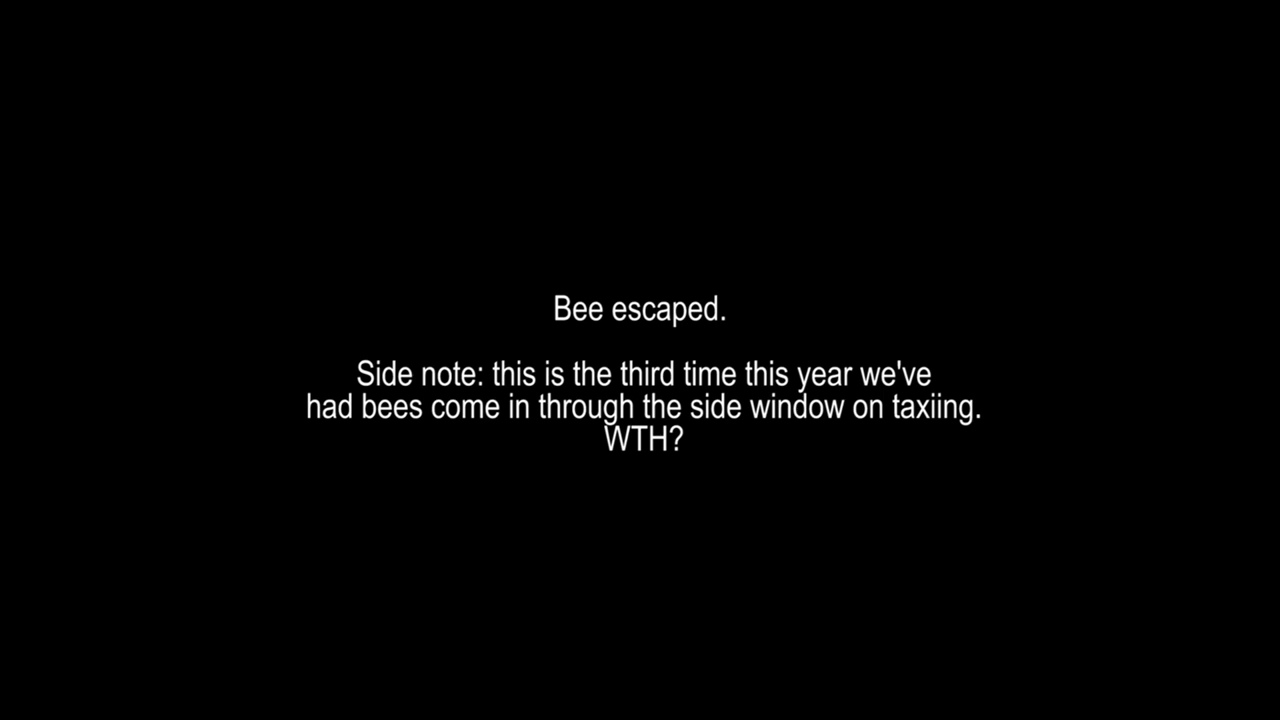 Bee escaped.
Side note: this is the third time this year we've
had bees come in through the side window on taxiing.
WTH?